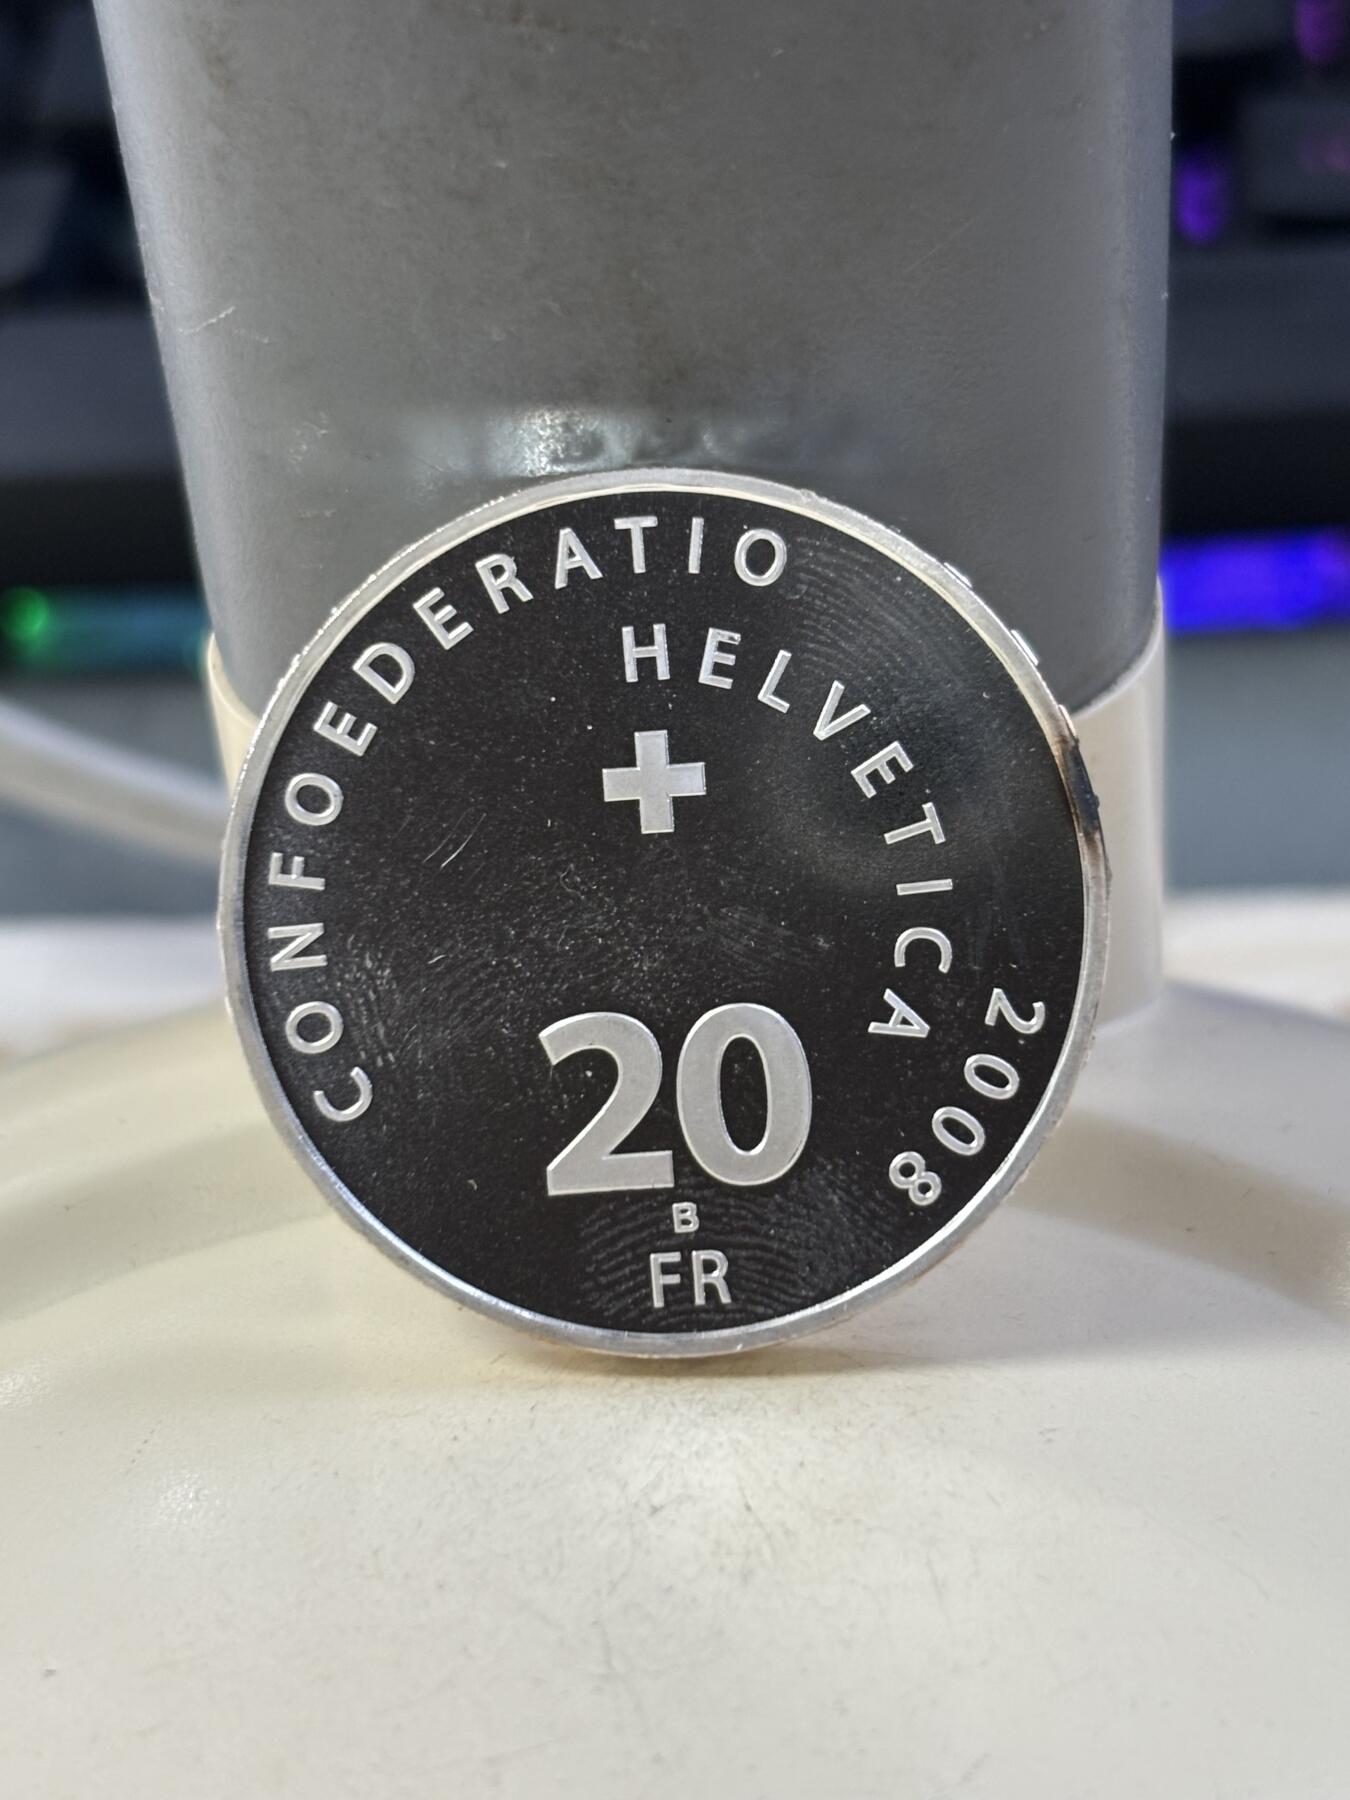 CONFOEDERATIO
HELVETICA
2008
20
B
FR